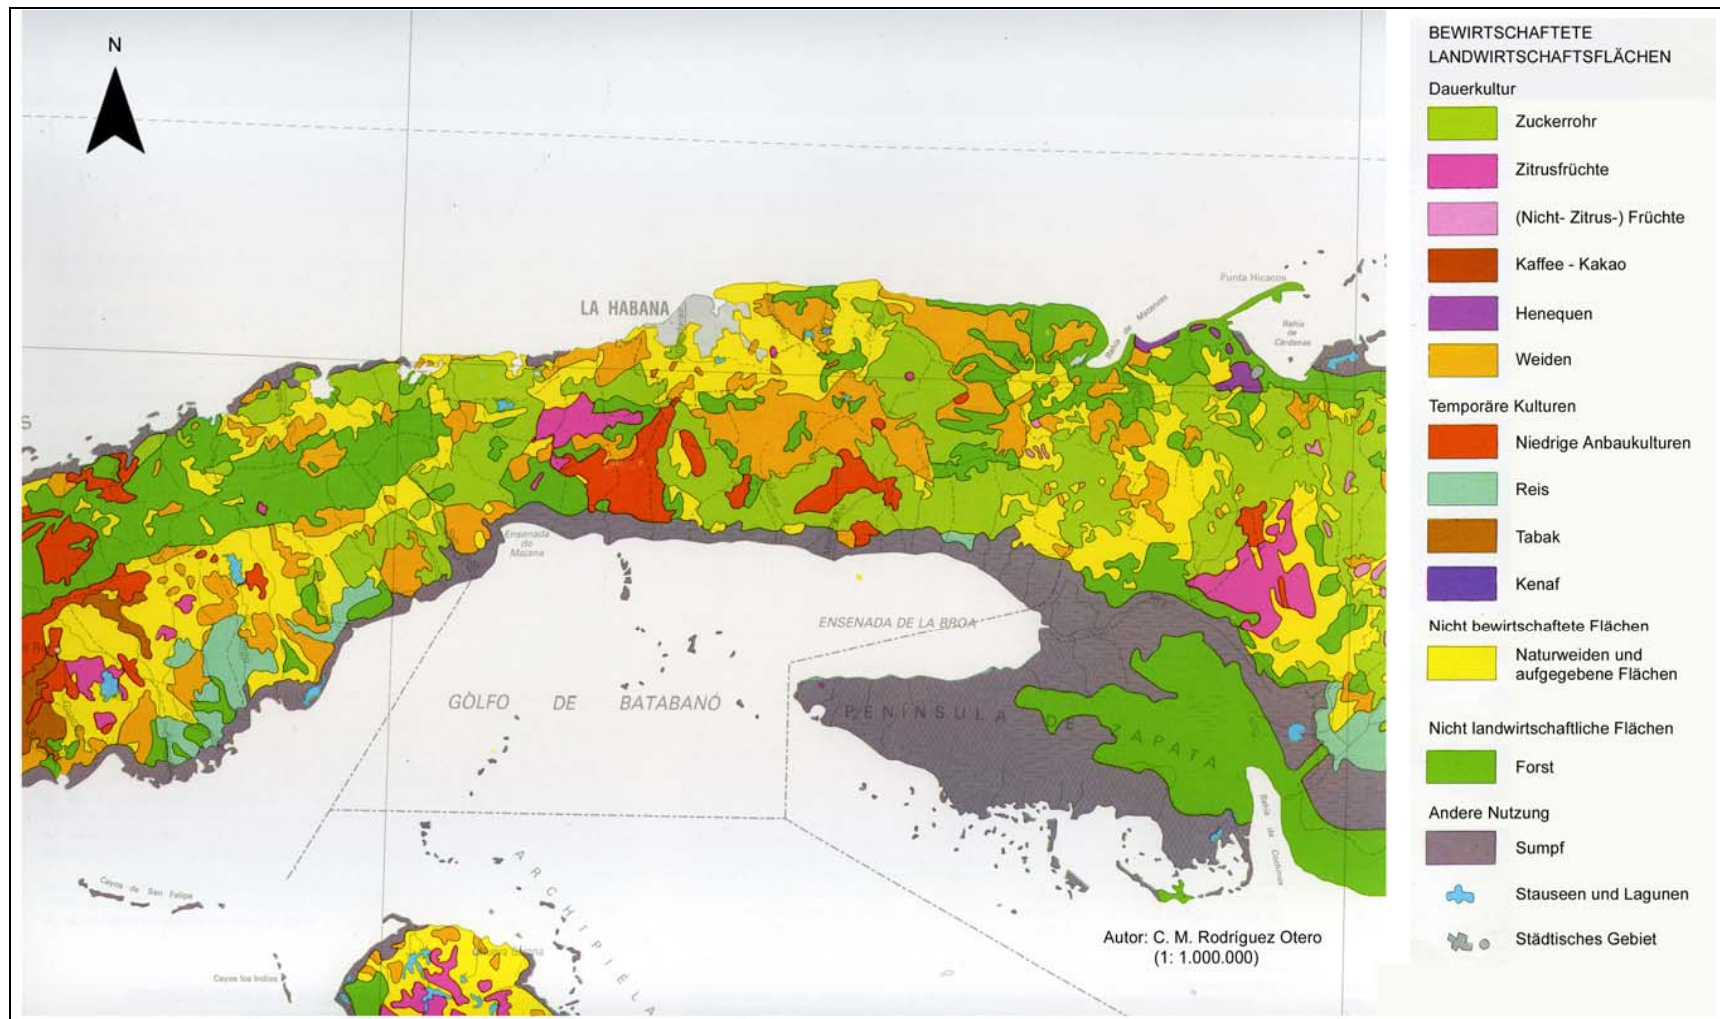 N
BEWIRTSCHAFTETE
LANDWIRTSCHAFTSFLÄCHEN
Dauerkultur
Zuckerrohr
Zitrusfrüchte
(Nicht- Zitrus-) Früchte
Kaffee - Kakao
Henequen
Weiden
Temporäre Kulturen
Niedrige Anbaukulturen
Reis
Tabak
Kenaf
Nicht bewirtschaftete Flächen
Naturweiden und
aufgegebene Flächen
Nicht landwirtschaftliche Flächen
Forst
Andere Nutzung
Sumpf
Stauseen und Lagunen
Städtisches Gebiet
Punta Hicacos
LA HABANA
Bahía de Matanzas
Bahía
de
Cárdenas
S
Ensenada
de
Majana
ENSENADA DE LA BROA
GOLFO DE BATABANÓ
PENÍNSULA DE ZAPATA
Bahía de Cochinos
Cayos de San Felipe
ARCHIPIELA
Cayos los Indios
Autor: C. M. Rodríguez Otero
(1: 1.000.000)